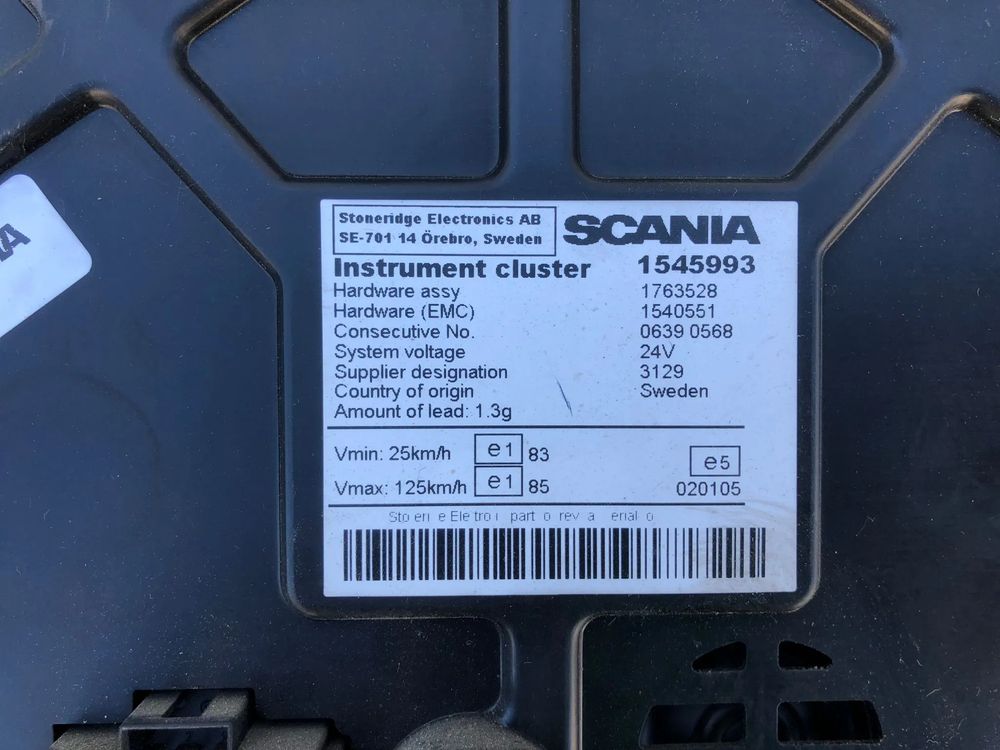 Stoneridge Electronics AB
SE-701 14 Örebro, Sweden
SCANIA
Instrument cluster 1545993
Hardware assy 1763528
Hardware (EMC) 1540551
Consecutive No. 0639 0568
System voltage 24V
Supplier designation 3129
Country of origin Sweden
Amount of lead: 1.3g
Vmin: 25km/h e1 83
Vmax: 125km/h e1 85
e5
020105
A